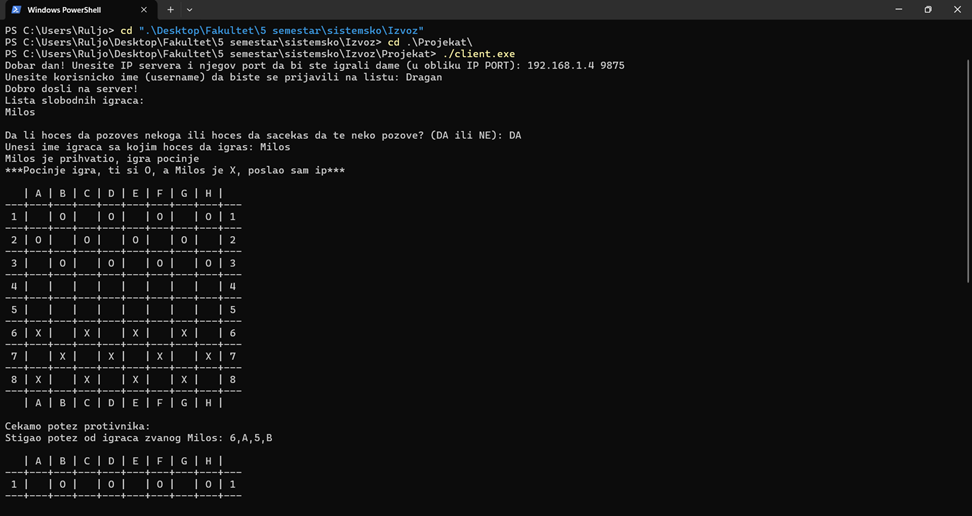 Windows PowerShell
PS C:\Users\Ruljo> cd ".\Desktop\Fakultet\5 semestar\sistemsko\Izvoz"
PS C:\Users\Ruljo\Desktop\Fakultet\5 semestar\sistemsko\Izvoz> cd .\Projekat\
PS C:\Users\Ruljo\Desktop\Fakultet\5 semestar\sistemsko\Izvoz\Projekat> ./client.exe
Dobar dan! Unesite IP servera i njegov port da bi ste igrali dame (u obliku IP PORT): 192.168.1.4 9875
Unesite korisnicko ime (username) da biste se prijavili na listu: Dragan
Dobro dosli na server!
Lista slobodnih igraca:
Milos
Da li hoces da pozoves nekoga ili hoces da sacekas da te neko pozove? (DA ili NE): DA
Unesi ime igraca sa kojim hoces da igras: Milos
Milos je prihvatio, igra pocinje
***Pocinje igra, ti si O, a Milos je X, poslao sam ip***
   | A | B | C | D | E | F | G | H |
---+---+---+---+---+---+---+---+---+---
 1 |   | O |   | O |   | O |   | O | 1
---+---+---+---+---+---+---+---+---+---
 2 | O |   | O |   | O |   | O |   | 2
---+---+---+---+---+---+---+---+---+---
 3 |   | O |   | O |   | O |   | O | 3
---+---+---+---+---+---+---+---+---+---
 4 |   |   |   |   |   |   |   |   | 4
---+---+---+---+---+---+---+---+---+---
 5 |   |   |   |   |   |   |   |   | 5
---+---+---+---+---+---+---+---+---+---
 6 | X |   | X |   | X |   | X |   | 6
---+---+---+---+---+---+---+---+---+---
 7 |   | X |   | X |   | X |   | X | 7
---+---+---+---+---+---+---+---+---+---
 8 | X |   | X |   | X |   | X |   | 8
---+---+---+---+---+---+---+---+---+---
   | A | B | C | D | E | F | G | H |
Cekamo potez protivnika:
Stigao potez od igraca zvanog Milos: 6,A,5,B
   | A | B | C | D | E | F | G | H |
---+---+---+---+---+---+---+---+---+---
 1 |   | O |   | O |   | O |   | O | 1
---+---+---+---+---+---+---+---+---+---